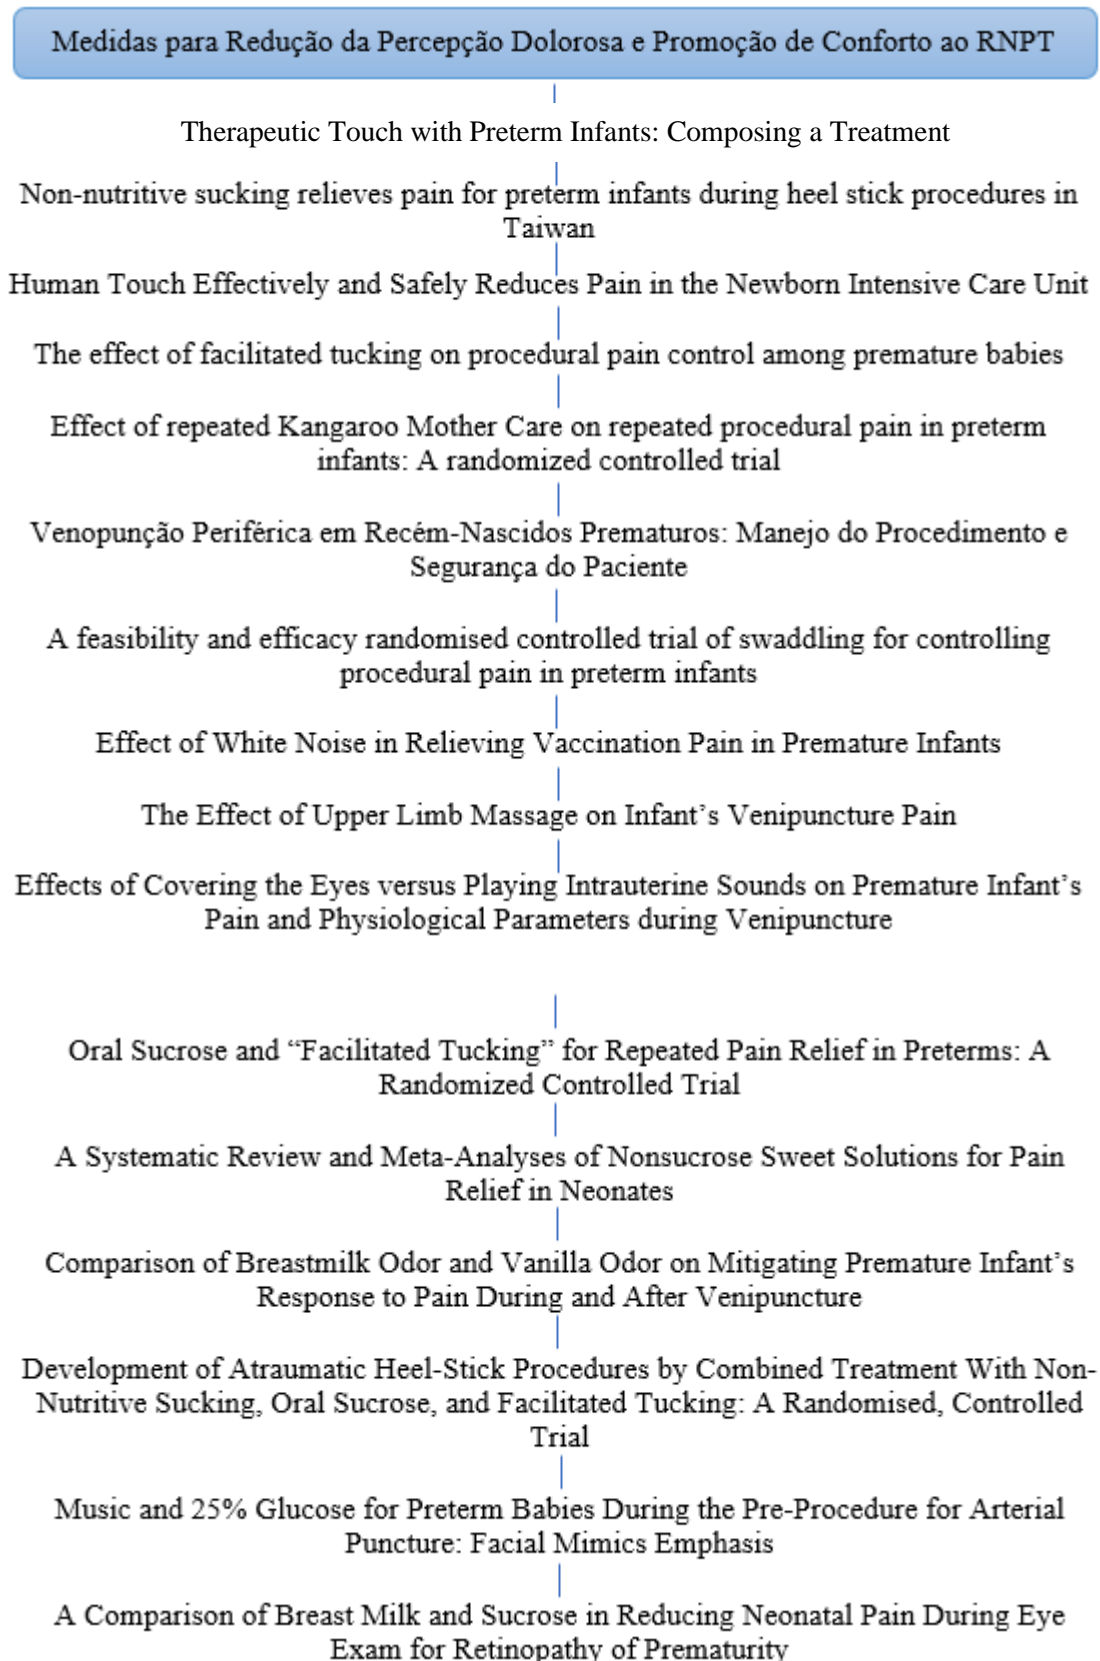 Medidas para Redução da Percepção Dolorosa e Promoção de Conforto ao RNPT
Therapeutic Touch with Preterm Infants: Composing a Treatment
Non-nutritive sucking relieves pain for preterm infants during heel stick procedures in
Taiwan
Human Touch Effectively and Safely Reduces Pain in the Newborn Intensive Care Unit
The effect of facilitated tucking on procedural pain control among premature babies
Effect of repeated Kangaroo Mother Care on repeated procedural pain in preterm
infants: A randomized controlled trial
Venopunção Periférica em Recém-Nascidos Prematuros: Manejo do Procedimento e
Segurança do Paciente
A feasibility and efficacy randomised controlled trial of swaddling for controlling
procedural pain in preterm infants
Effect of White Noise in Relieving Vaccination Pain in Premature Infants
The Effect of Upper Limb Massage on Infant’s Venipuncture Pain
Effects of Covering the Eyes versus Playing Intrauterine Sounds on Premature Infant’s
Pain and Physiological Parameters during Venipuncture
Oral Sucrose and “Facilitated Tucking” for Repeated Pain Relief in Preterms: A
Randomized Controlled Trial
A Systematic Review and Meta-Analyses of Nonsucrose Sweet Solutions for Pain
Relief in Neonates
Comparison of Breastmilk Odor and Vanilla Odor on Mitigating Premature Infant’s
Response to Pain During and After Venipuncture
Development of Atraumatic Heel-Stick Procedures by Combined Treatment With Non-
Nutritive Sucking, Oral Sucrose, and Facilitated Tucking: A Randomised, Controlled
Trial
Music and 25% Glucose for Preterm Babies During the Pre-Procedure for Arterial
Puncture: Facial Mimics Emphasis
A Comparison of Breast Milk and Sucrose in Reducing Neonatal Pain During Eye
Exam for Retinopathy of Prematurity